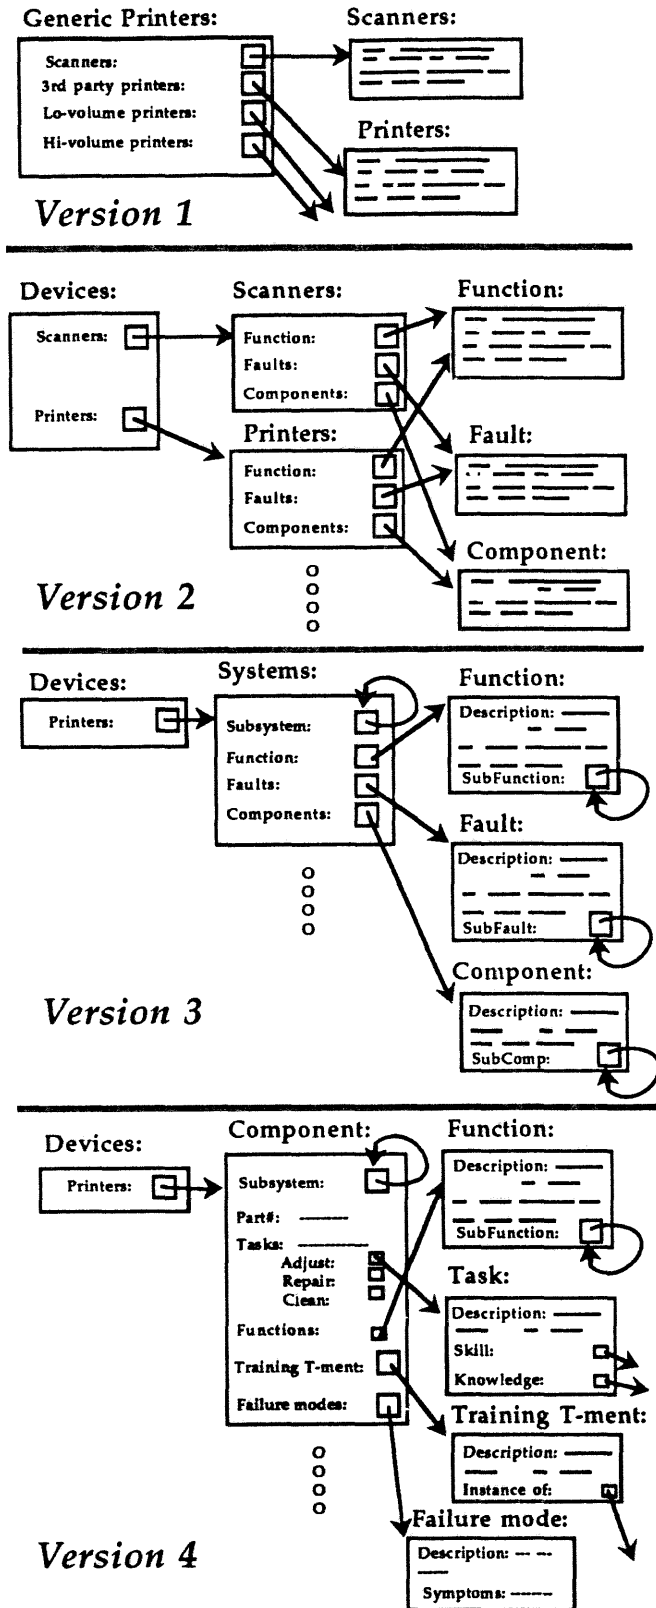 Generic Printers:
Scanners:
Scanners:
3rd party printers:
Lo-volume printers:
Hi-volume printers:
Printers:
Version 1
Devices:
Scanners:
Printers:
Scanners:
Function:
Faults:
Components:
Printers:
Function:
Faults:
Components:
Function:
Fault:
Component:
Version 2
Devices:
Printers:
Systems:
Subsystem:
Function:
Faults:
Components:
Function:
Description:
SubFunction:
Fault:
Description:
SubFault:
Component:
Description:
SubComp:
Version 3
Devices:
Printers:
Component:
Subsystem:
Part#:
Tasks:
Adjust:
Repair:
Clean:
Functions:
Training T-ment:
Failure modes:
Function:
Description:
SubFunction:
Task:
Description:
Skill:
Knowledge:
Training T-ment:
Description:
Instance of:
Failure mode:
Description:
Symptoms:
Version 4